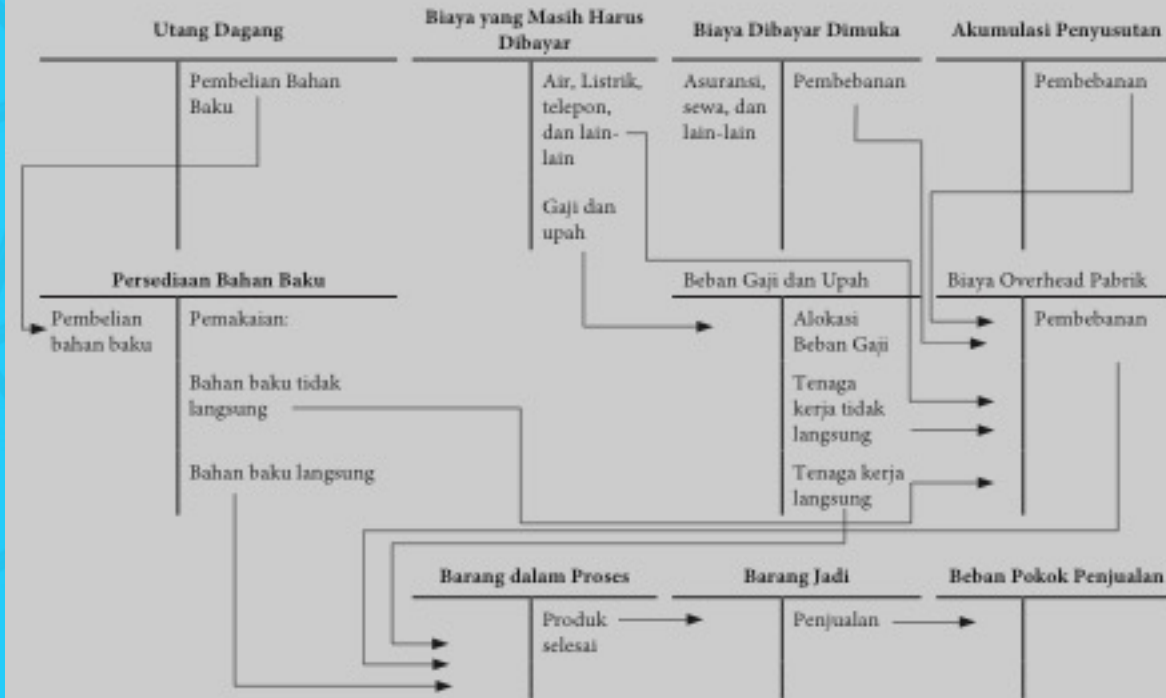 Utang Dagang
Pembelian Bahan
Baku
Biaya yang Masih Harus
Dibayar
Air, Listrik,
telepon,
dan lain-
lain
Gaji dan
upah
Biaya Dibayar Dimuka
Asuransi,
sewa, dan
lain-lain
Pembebanan
Akumulasi Penyusutan
Pembebanan
Persediaan Bahan Baku
Pembelian
bahan baku
Pemakaian:
Bahan baku tidak
langsung
Bahan baku langsung
Beban Gaji dan Upah
Alokasi
Beban Gaji
Tenaga
kerja tidak
langsung
Tenaga kerja
langsung
Biaya Overhead Pabrik
Pembebanan
Barang dalam Proses
Produk
selesai
Barang Jadi
Penjualan
Beban Pokok Penjualan